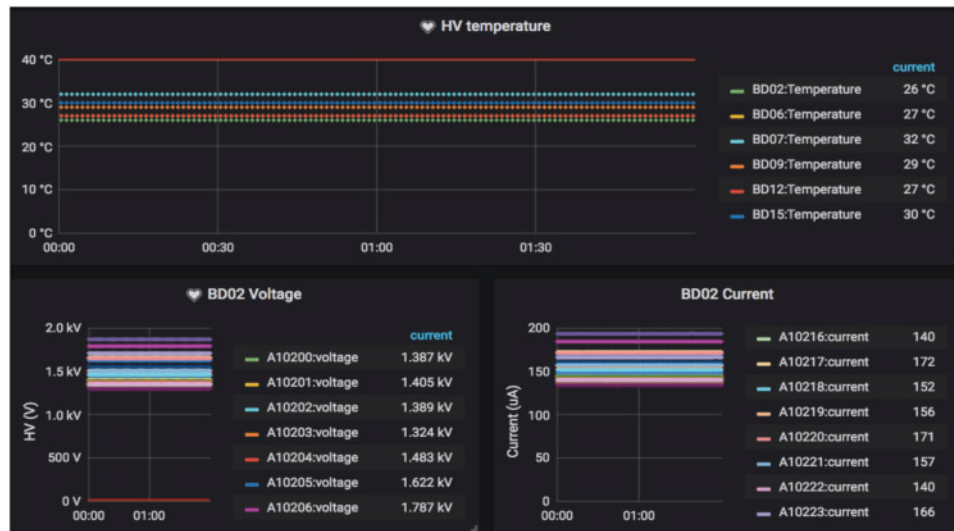 HV temperature
40 °C
30 °C
20 °C
10 °C
0 °C
00:00 00:30 01:00 01:30
current
BD02:Temperature 26 °C
BD06:Temperature 27 °C
BD07:Temperature 32 °C
BD09:Temperature 29 °C
BD12:Temperature 27 °C
BD15:Temperature 30 °C
BD02 Voltage
HV (V)
2.0 kV
1.5 kV
1.0 kV
500 V
0 V
00:00 01:00
current
A10200:voltage 1.387 kV
A10201:voltage 1.405 kV
A10202:voltage 1.389 kV
A10203:voltage 1.324 kV
A10204:voltage 1.483 kV
A10205:voltage 1.622 kV
A10206:voltage 1.787 kV
BD02 Current
Current (uA)
200
150
100
50
0
00:00 01:00
A10216:current 140
A10217:current 172
A10218:current 152
A10219:current 156
A10220:current 171
A10221:current 157
A10222:current 140
A10223:current 166